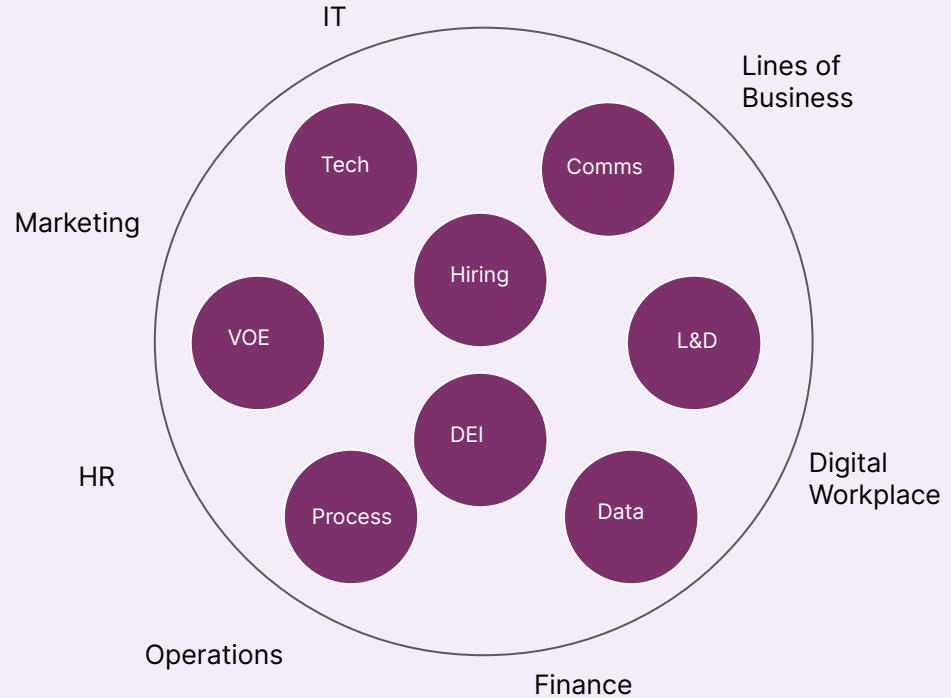 IT
Lines of
Business
Tech
Comms
Marketing
Hiring
VOE
L&D
DEI
HR
Digital
Workplace
Process
Data
Operations
Finance